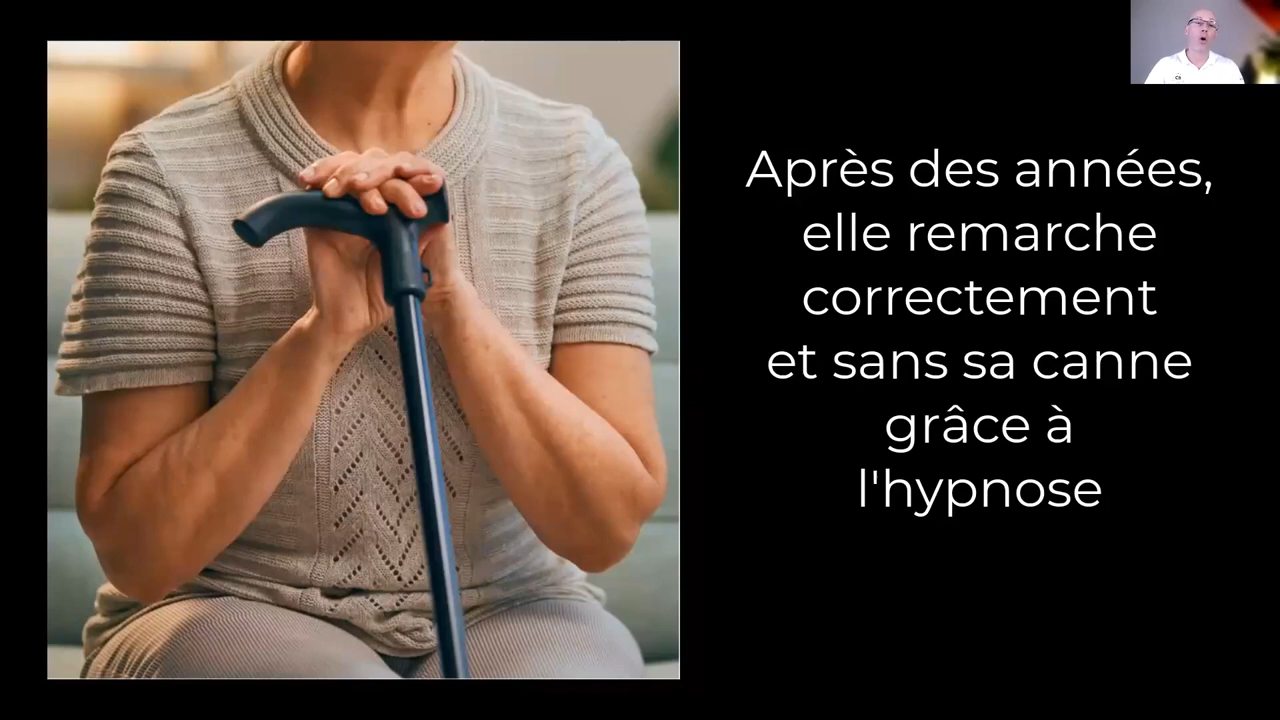 Après des années,
elle remarche
correctement
et sans sa canne
grâce à
l'hypnose